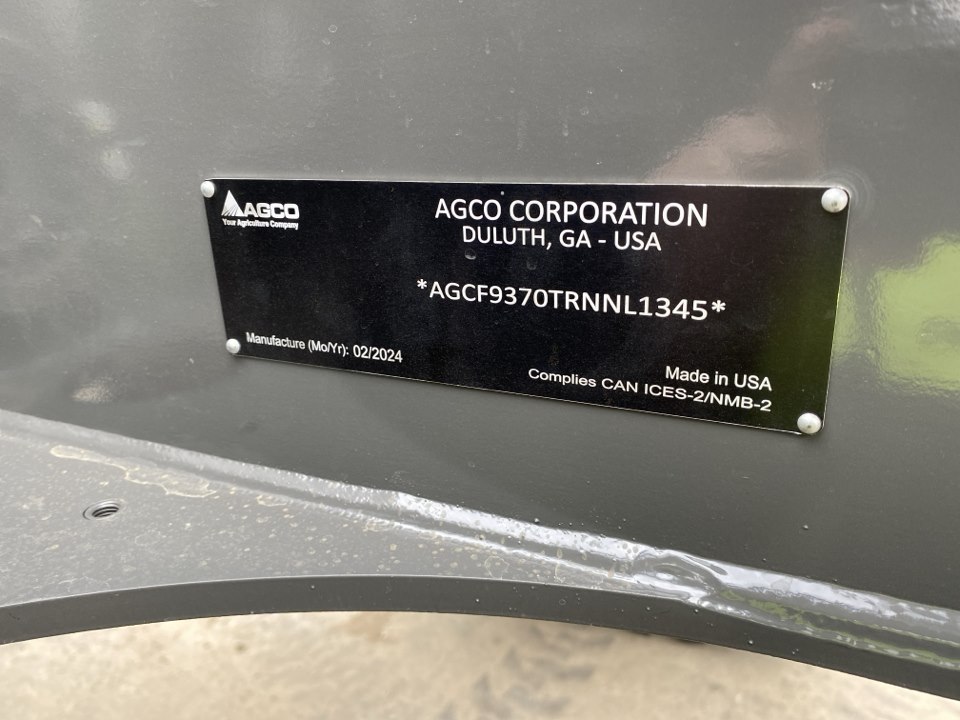 AGCO
Your Agriculture Company
AGCO CORPORATION
DULUTH, GA - USA
*AGCF9370TRNNL1345*
Manufacture (Mo/Yr): 02/2024
Made in USA
Complies CAN ICES-2/NMB-2